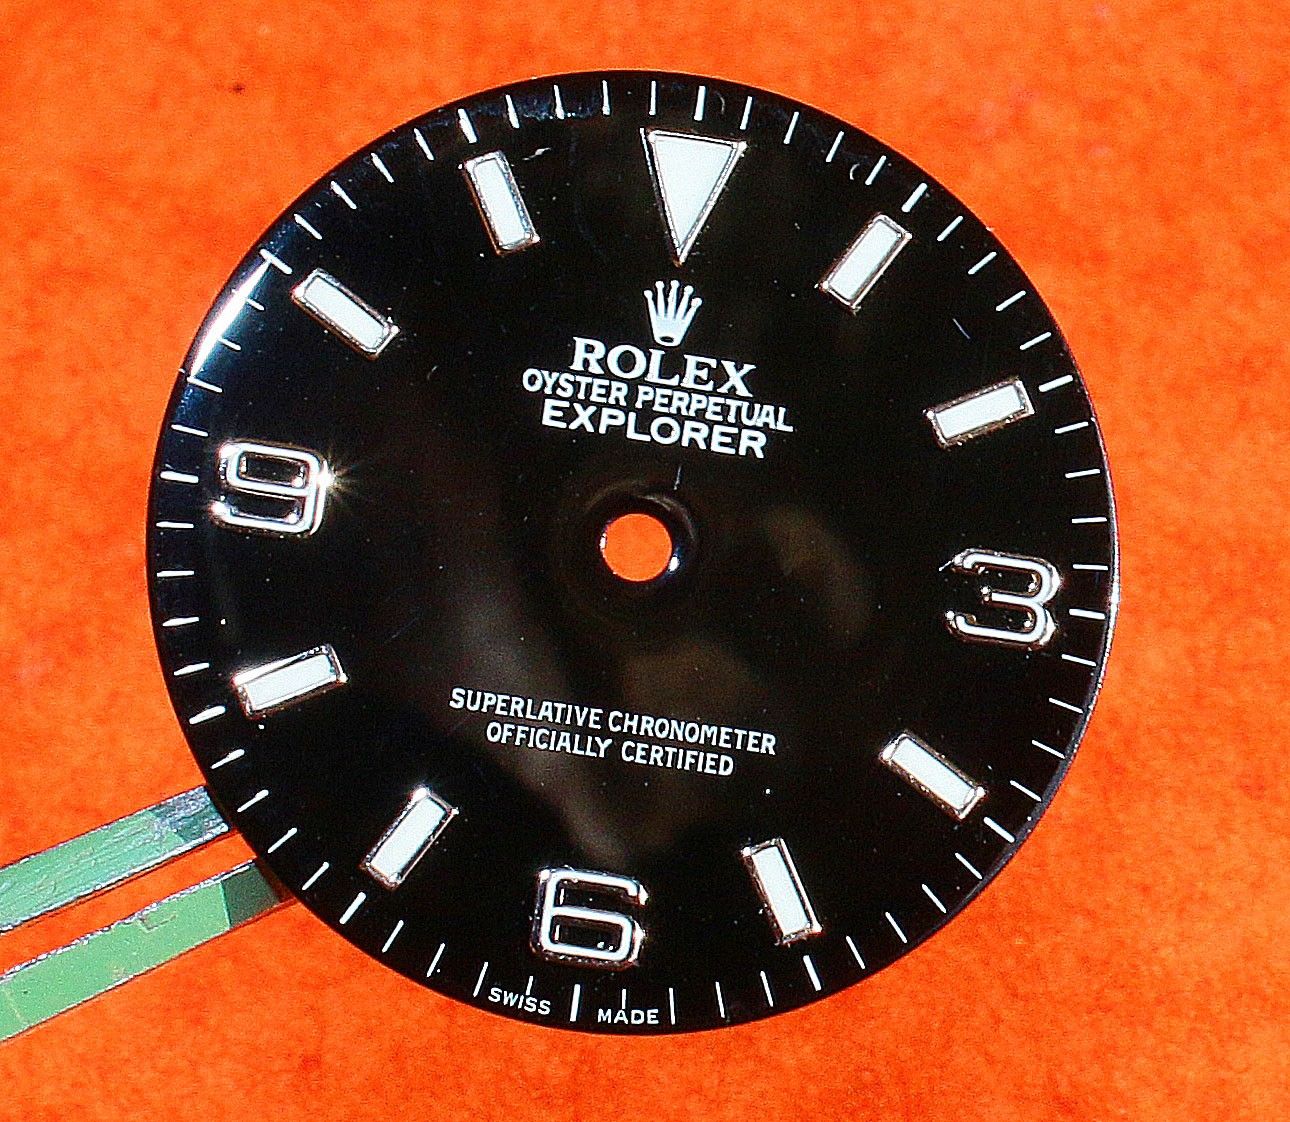 ROLEX
OYSTER PERPETUAL
EXPLORER
9
3
SUPERLATIVE CHRONOMETER
OFFICIALLY CERTIFIED
6
SWISS MADE